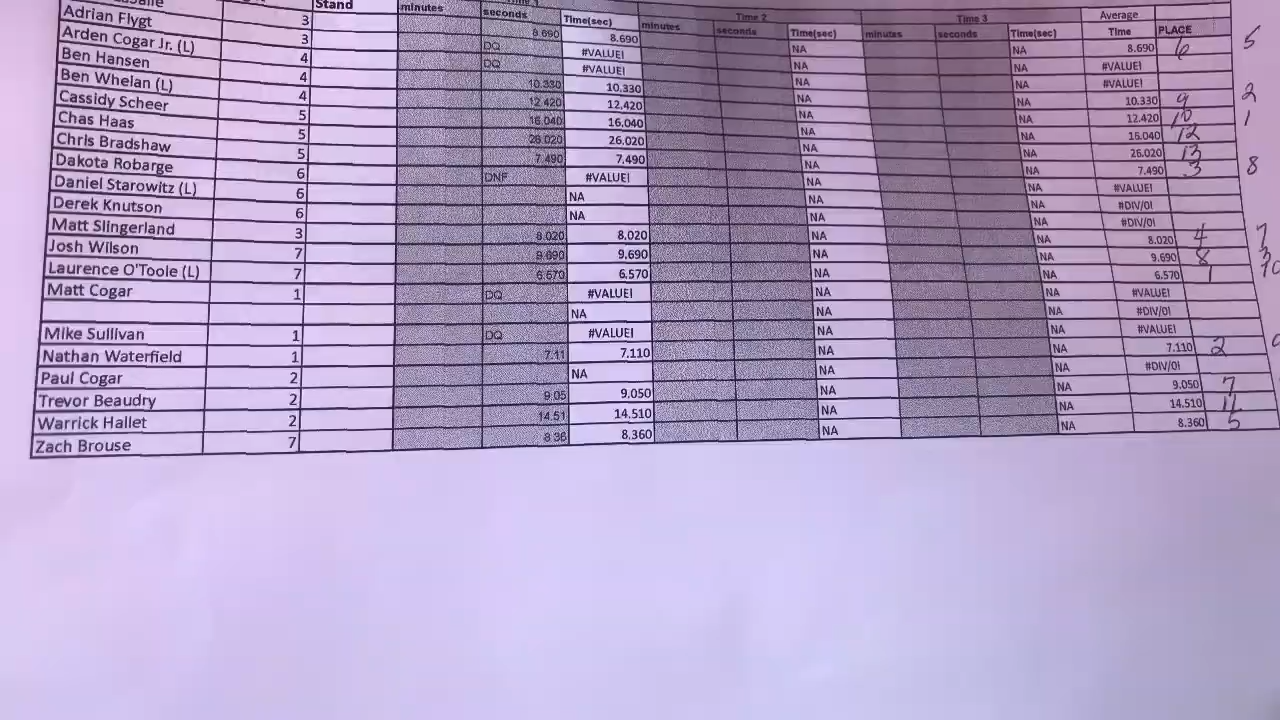 Stand minutes seconds Time(sec) minutes Time 2 seconds Time(sec) minutes Time 3 seconds Time(sec) Average Time PLACE
3 8.690 8.690 NA NA 8.690 6 5
Adrian Flygt 3 DQ #VALUE! NA NA #VALUE!
Arden Cogar Jr. (L) 4 DQ #VALUE! NA NA #VALUE!
Ben Hansen 4 10.330 10.330 NA NA 10.330 9 2
Ben Whelan (L) 4 12.420 12.420 NA NA 12.420 10 1
Cassidy Scheer 5 16.040 16.040 NA NA 16.040 12
Chas Haas 5 26.020 26.020 NA NA 26.020 13
Chris Bradshaw 5 7.490 7.490 NA NA 7.490 3 8
Dakota Robarge 6 DNF #VALUE! NA NA #VALUE!
Daniel Starowitz (L) 6 NA NA NA #DIV/0!
Derek Knutson 6 NA NA NA #DIV/0!
Matt Slingerland 3 8.020 8.020 NA NA 8.020 4 7
Josh Wilson 7 9.690 9.690 NA NA 9.690 8 3
Laurence O'Toole (L) 7 6.570 6.570 NA NA 6.570 1 10
Matt Cogar 1 DQ #VALUE! NA NA #VALUE!
NA NA NA #DIV/0!
Mike Sullivan 1 DQ #VALUE! NA NA #VALUE!
Nathan Waterfield 1 7.11 7.110 NA NA 7.110 2
Paul Cogar 2 NA NA NA #DIV/0!
Trevor Beaudry 2 9.05 9.050 NA NA 9.050 7
Warrick Hallet 2 14.51 14.510 NA NA 14.510 11
Zach Brouse 7 8.36 8.360 NA NA 8.360 5